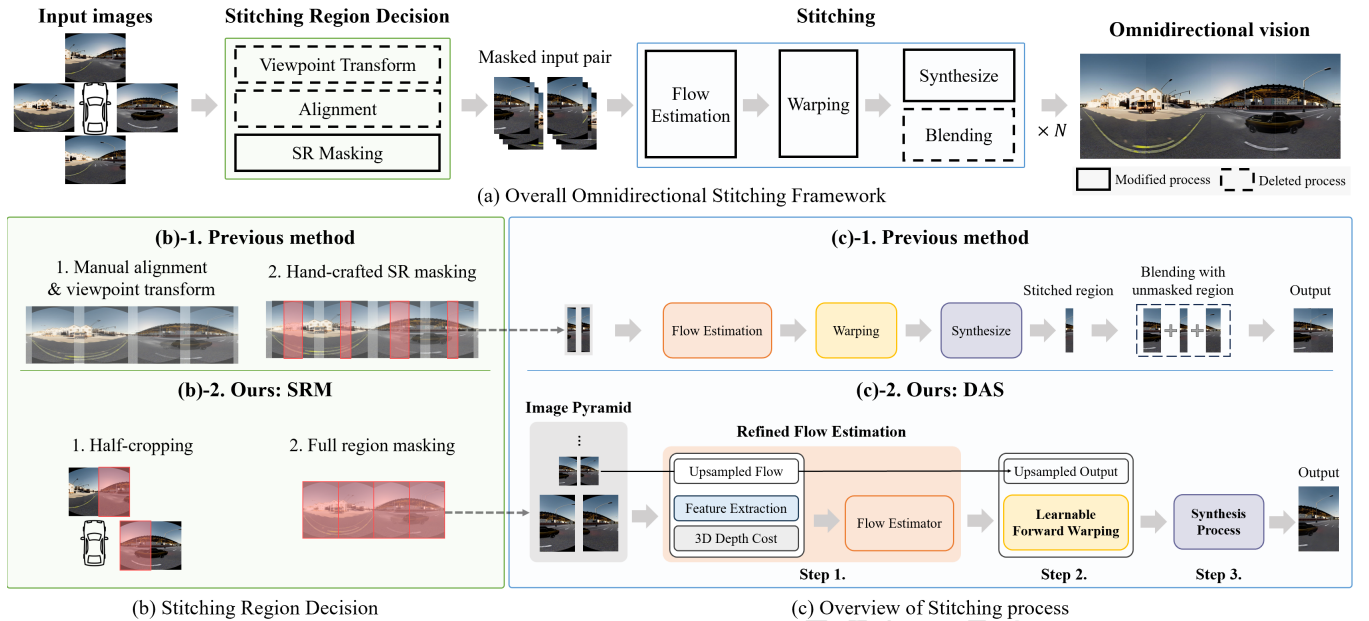 Input images
Stitching Region Decision
Viewpoint Transform
Alignment
SR Masking
Masked input pair
Stitching
Flow
Estimation
Warping
Synthesize
Blending
× N
Omnidirectional vision
Modified process
Deleted process
(a) Overall Omnidirectional Stitching Framework
(b)-1. Previous method
1. Manual alignment
& viewpoint transform
2. Hand-crafted SR masking
(b)-2. Ours: SRM
1. Half-cropping
2. Full region masking
(b) Stitching Region Decision
(c)-1. Previous method
Flow Estimation
Warping
Synthesize
Stitched region
Blending with
unmasked region
Output
(c)-2. Ours: DAS
Image Pyramid
Refined Flow Estimation
Upsampled Flow
Feature Extraction
3D Depth Cost
Flow Estimator
Step 1.
Upsampled Output
Learnable
Forward Warping
Step 2.
Synthesis
Process
Step 3.
Output
(c) Overview of Stitching process